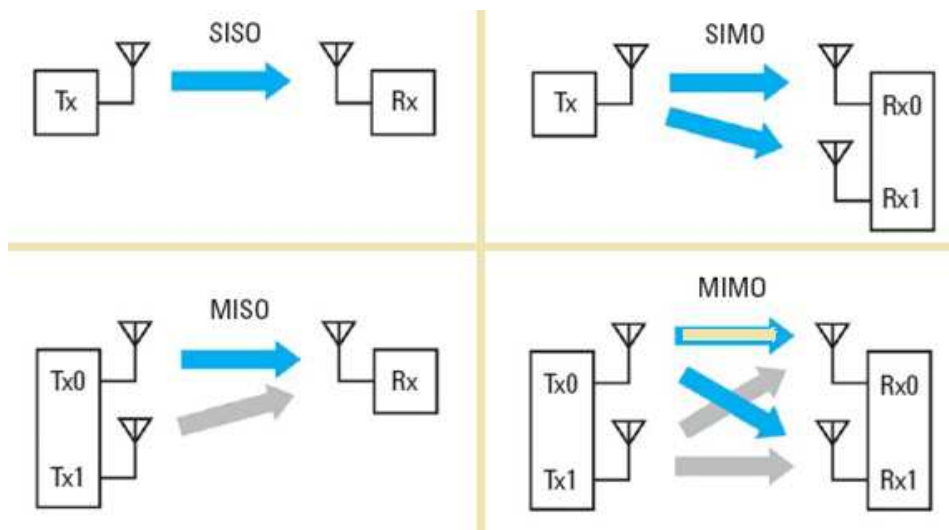 SISO
Tx
Rx
SIMO
Tx
Rx0
Rx1
MISO
Tx0
Tx1
Rx
MIMO
Tx0
Tx1
Rx0
Rx1